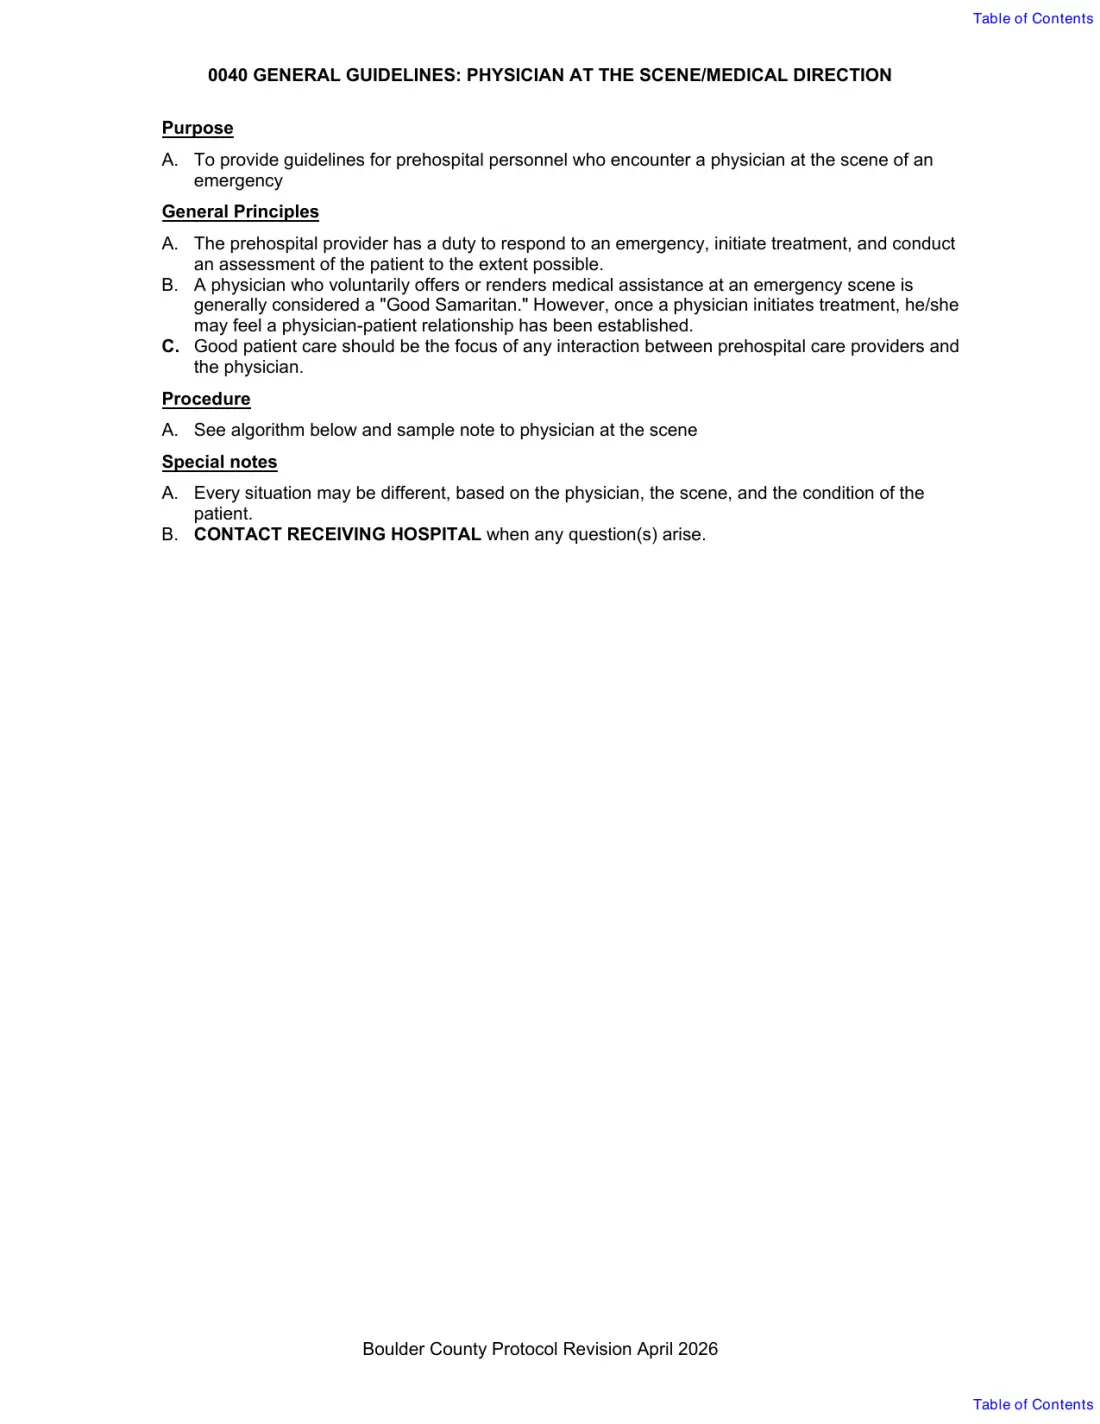 Table of Contents
0040 GENERAL GUIDELINES: PHYSICIAN AT THE SCENE/MEDICAL DIRECTION
Purpose
A. To provide guidelines for prehospital personnel who encounter a physician at the scene of an
emergency
General Principles
A. The prehospital provider has a duty to respond to an emergency, initiate treatment, and conduct
an assessment of the patient to the extent possible.
B. A physician who voluntarily offers or renders medical assistance at an emergency scene is
generally considered a "Good Samaritan." However, once a physician initiates treatment, he/she
may feel a physician-patient relationship has been established.
C. Good patient care should be the focus of any interaction between prehospital care providers and
the physician.
Procedure
A. See algorithm below and sample note to physician at the scene
Special notes
A. Every situation may be different, based on the physician, the scene, and the condition of the
patient.
B. CONTACT RECEIVING HOSPITAL when any question(s) arise.
Boulder County Protocol Revision April 2026
Table of Contents